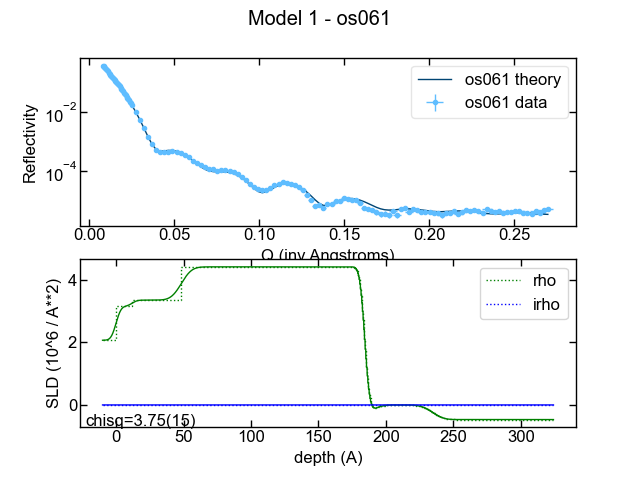 Model 1 - os061
os061 theory
os061 data
Reflectivity
10−2
10−4
0.00 0.05 0.10 0.15 0.20 0.25
Q (inv Angstroms)
rho
irho
SLD (10^6 / A**2)
4
2
0
chisq=3.75(15)
0 50 100 150 200 250 300
depth (A)